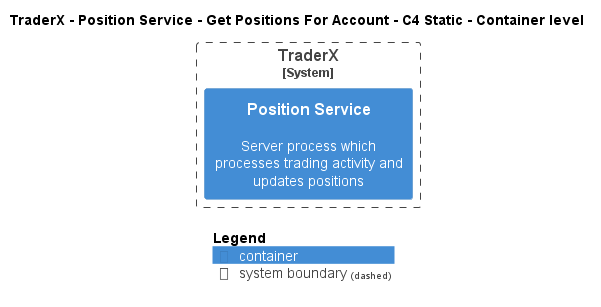 TraderX - Position Service - Get Positions For Account - C4 Static - Container level
TraderX
[System]
Position Service
Server process which
processes trading activity and
updates positions
Legend
container
system boundary (dashed)